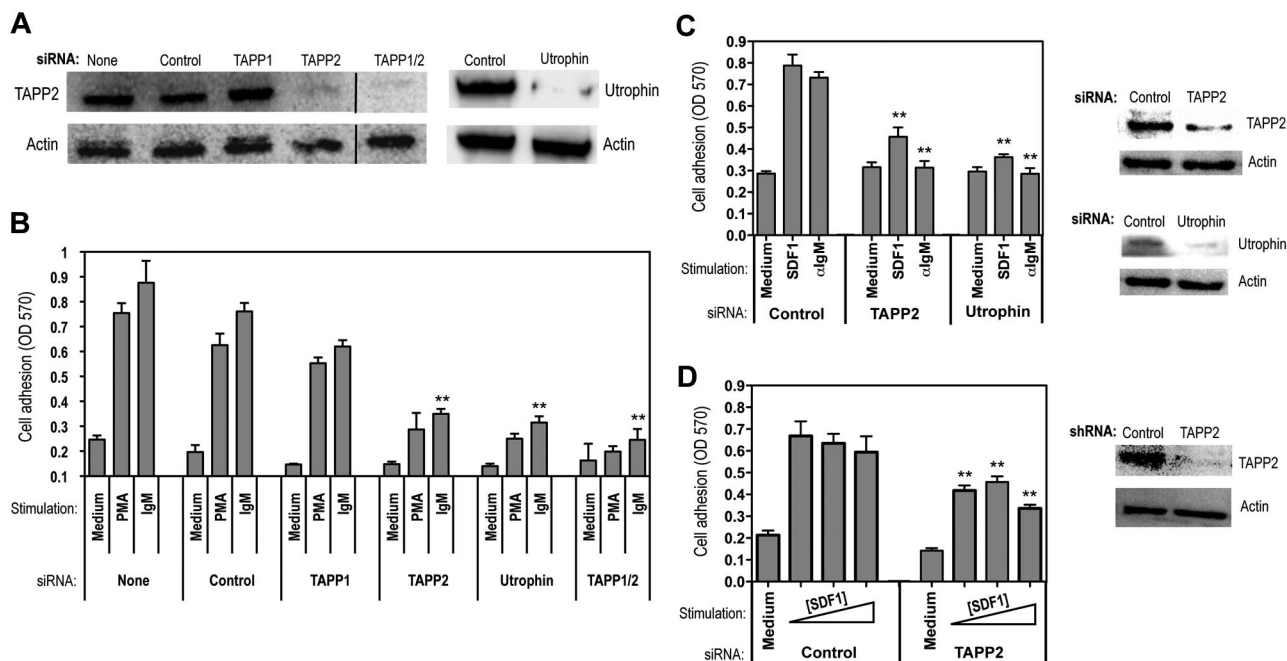 A
siRNA: None Control TAPP1 TAPP2 TAPP1/2
TAPP2
Actin
Control Utrophin
Utrophin
Actin
B
Cell adhesion (OD 570)
1
0.9
0.8
0.7
0.6
0.5
0.4
0.3
0.2
0.1
** ** **
Stimulation: Medium PMA IgM Medium PMA IgM Medium PMA IgM Medium PMA IgM Medium PMA IgM Medium PMA IgM
siRNA: None Control TAPP1 TAPP2 Utrophin TAPP1/2
C
Cell adhesion (OD 570)
0.9
0.8
0.7
0.6
0.5
0.4
0.3
0.2
0.1
0.0
** ** ** **
Stimulation: Medium SDF1 αIgM Medium SDF1 αIgM Medium SDF1 αIgM
siRNA: Control TAPP2 Utrophin
siRNA: Control TAPP2
TAPP2
Actin
siRNA: Control Utrophin
Utrophin
Actin
D
Cell adhesion (OD 570)
0.9
0.8
0.7
0.6
0.5
0.4
0.3
0.2
0.1
0.0
** ** **
Stimulation: Medium [SDF1] Medium [SDF1]
siRNA: Control TAPP2
shRNA: Control TAPP2
TAPP2
Actin